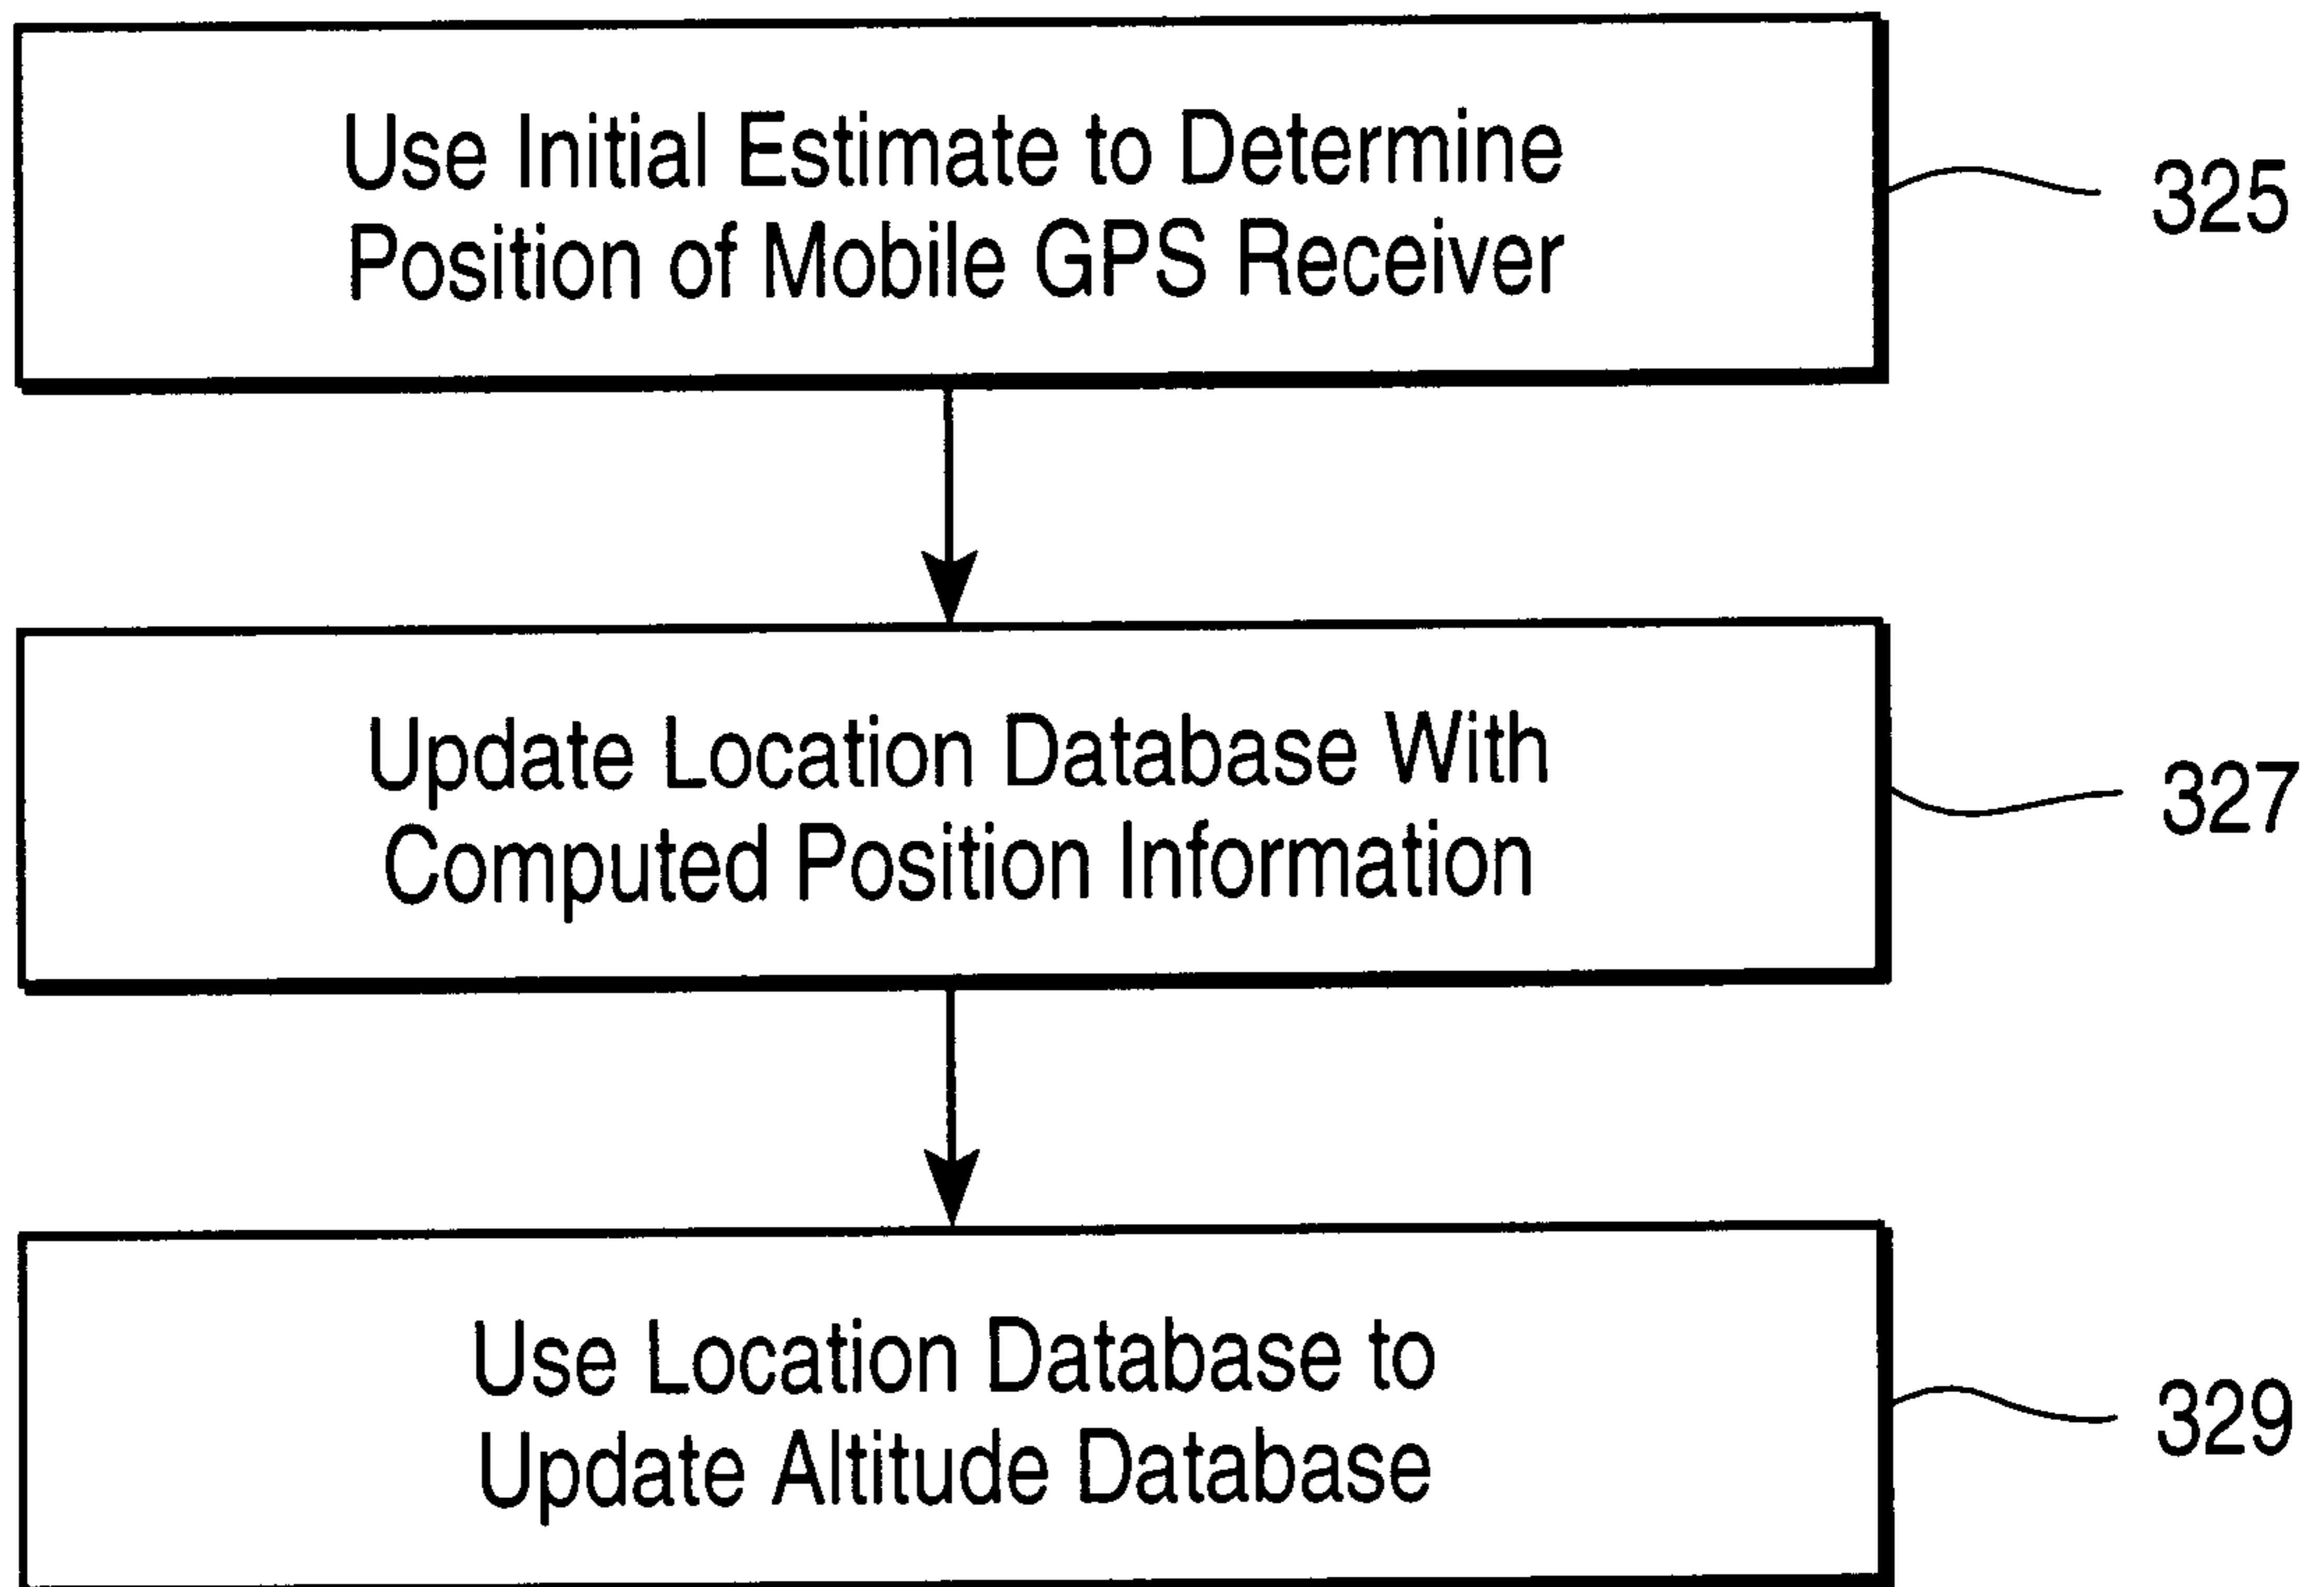 Use Initial Estimate to Determine
Position of Mobile GPS Receiver
325
Update Location Database With
Computed Position Information
327
Use Location Database to
Update Altitude Database
329